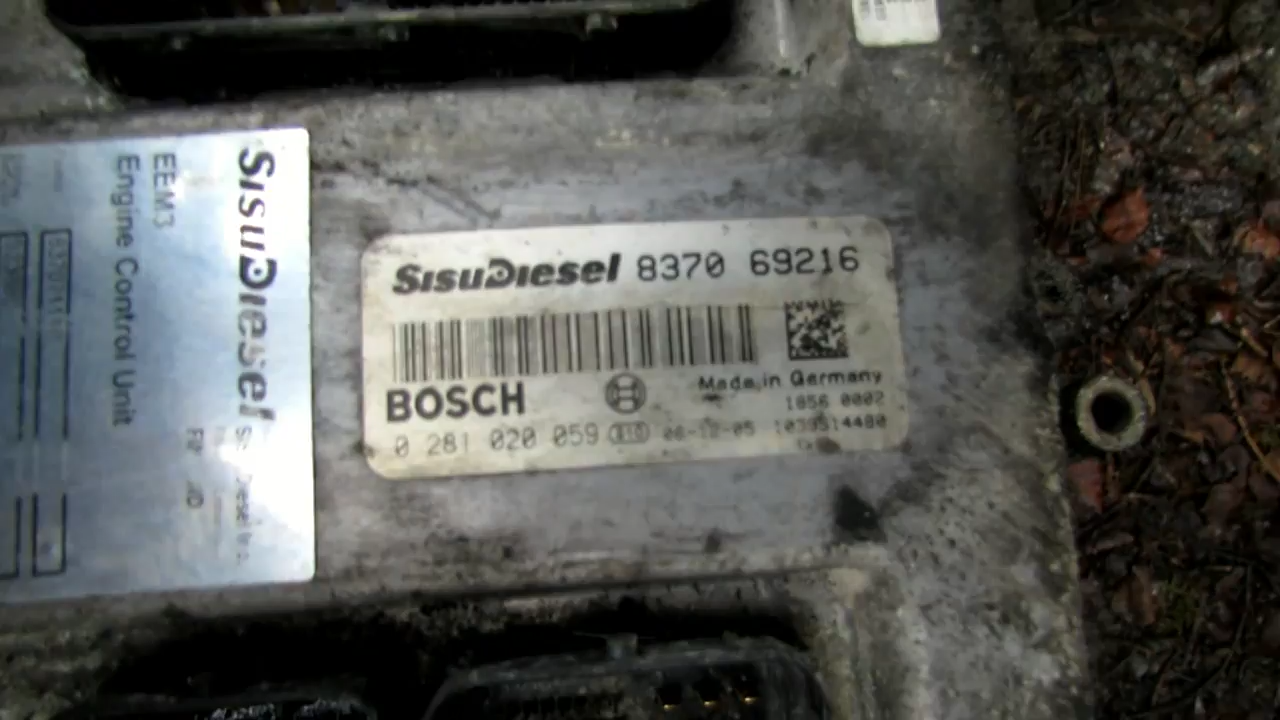 SISUDIESEL 8370 69216
BOSCH
Made in Germany
1856 0002
0 281 020 059 06-12-05
SISUDIESEL
EEM3
Engine Control Unit